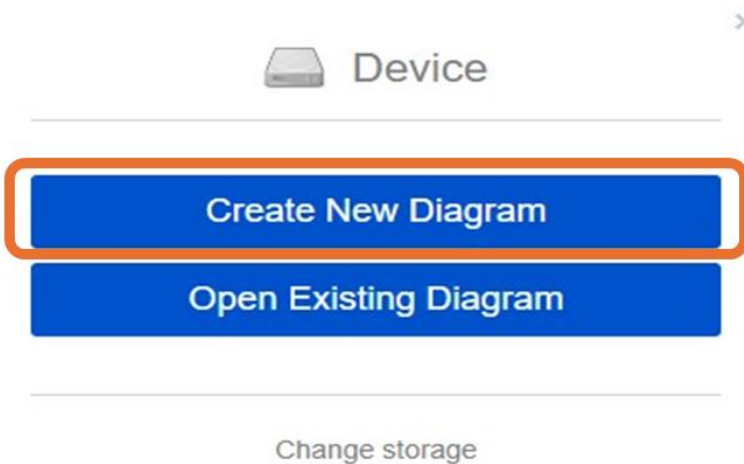 Device
Create New Diagram
Open Existing Diagram
Change storage